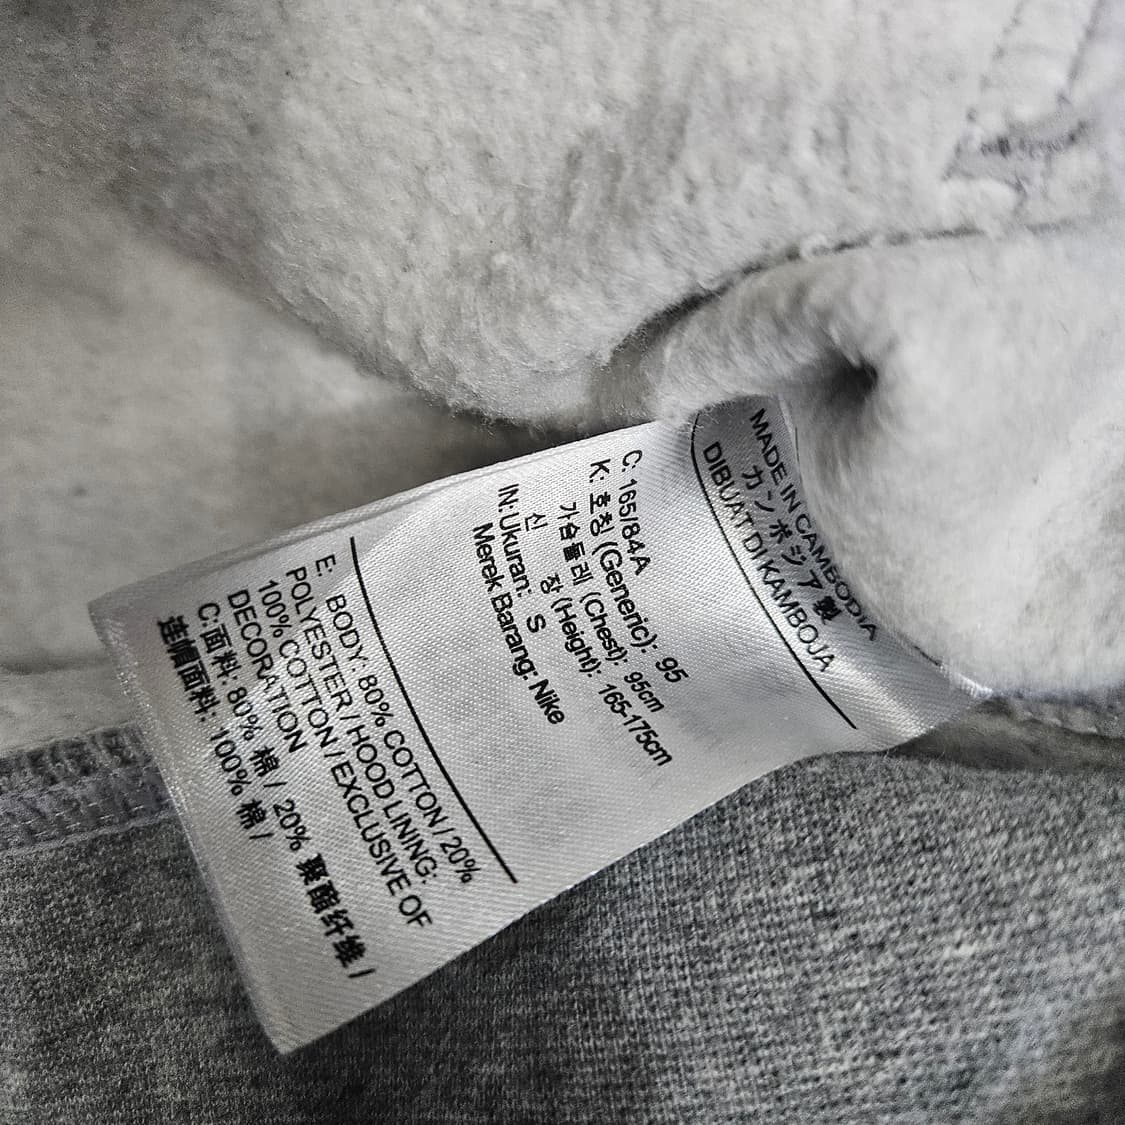 MADE IN CAMBODIA
カンボジア製
DIBUAT DI KAMBOJA
C: 165/84A
K: 호칭 (Generic): 95
가슴둘레 (Chest): 95cm
신 장 (Height): 165-175cm
IN:Ukuran: S
Merek Barang: Nike
E: BODY: 80% COTTON / 20%
POLYESTER / HOOD LINING:
100% COTTON / EXCLUSIVE OF
DECORATION
C: 面料: 80% 棉 / 20% 聚酯纤维 /
连帽面料: 100% 棉 /